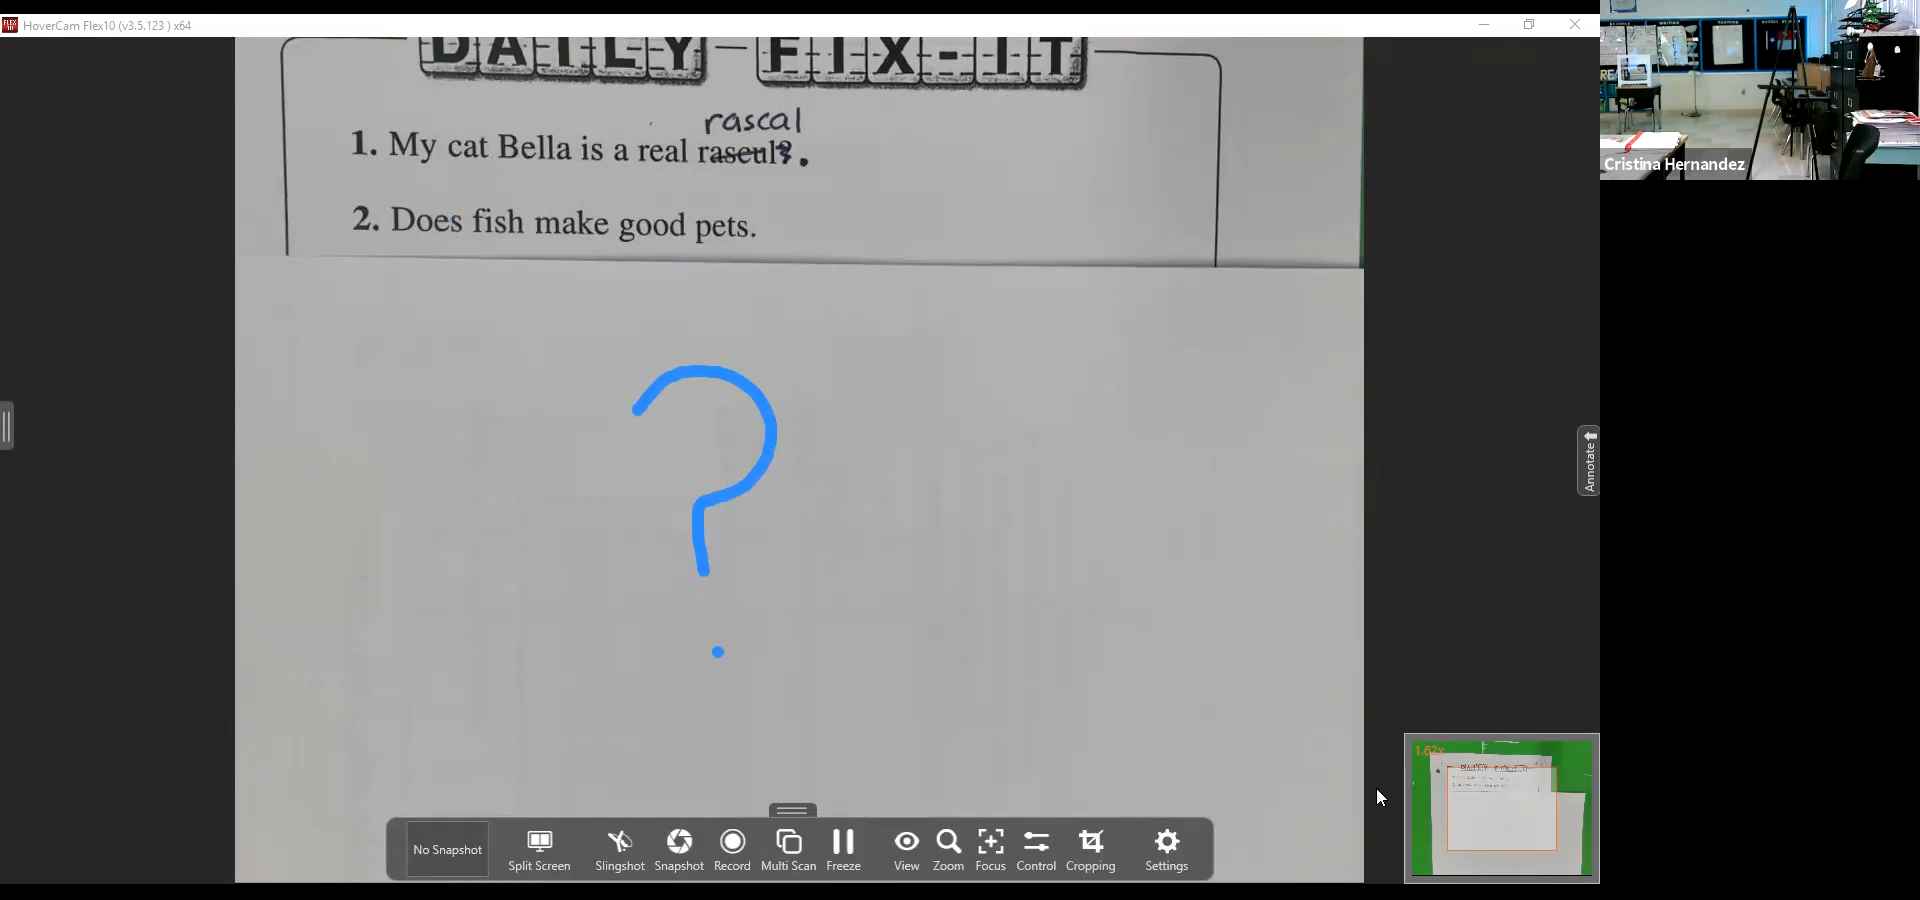 HoverCam Flex10 (v3.5.123 ) x64
DAILY FIX-IT
rascal
1. My cat Bella is a real rascul?.
2. Does fish make good pets.
?
Cristina Hernandez
Annotate
1.62x
No Snapshot
Split Screen
Slingshot
Snapshot
Record
Multi Scan
Freeze
View
Zoom
Focus
Control
Cropping
Settings